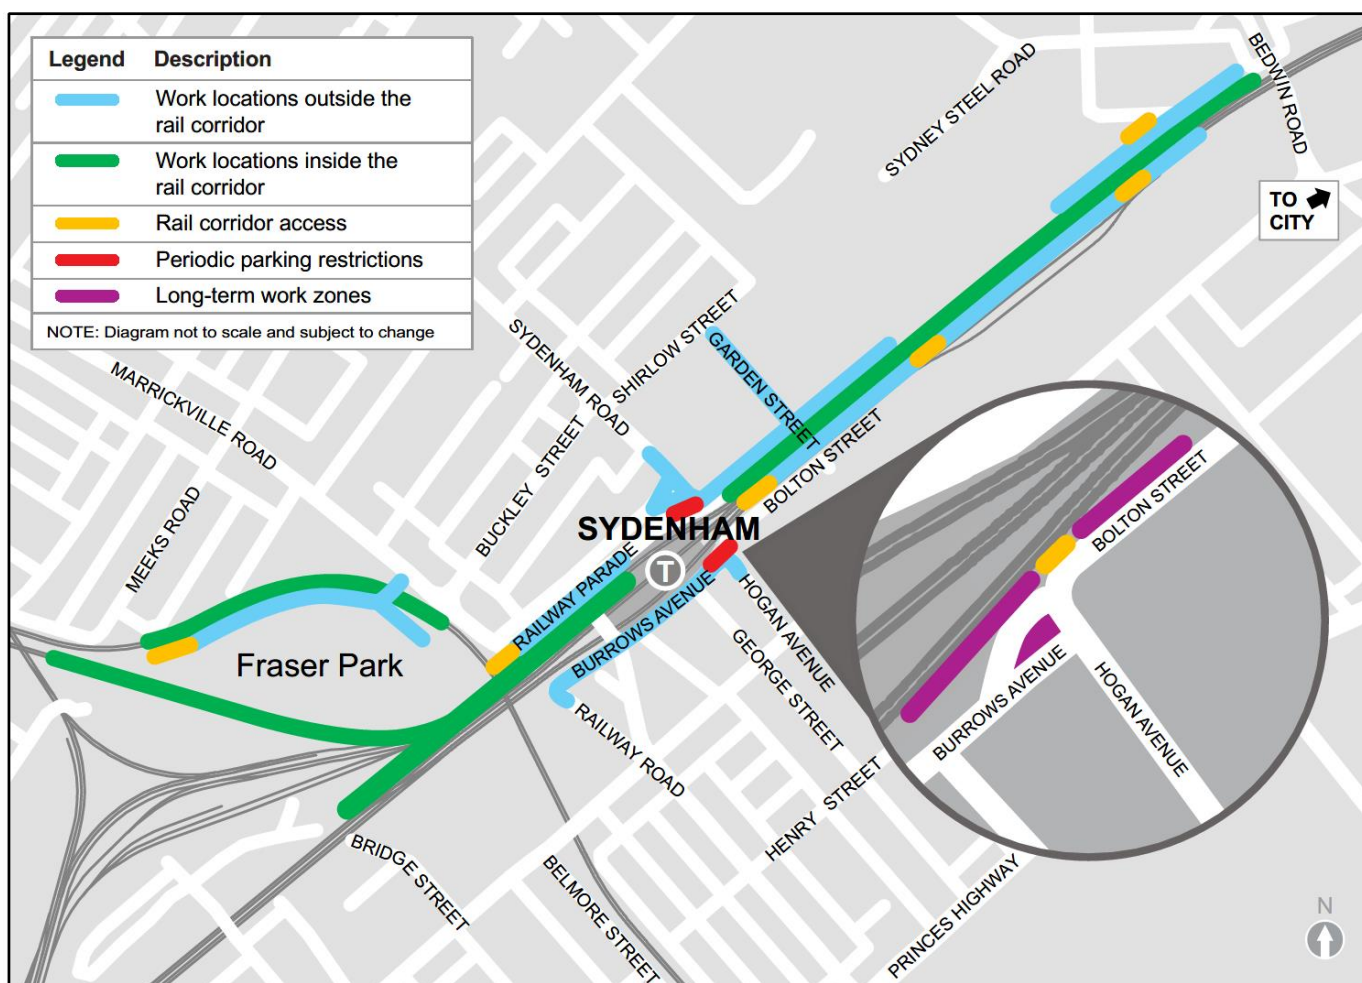 Legend Description
Work locations outside the
rail corridor
Work locations inside the
rail corridor
Rail corridor access
Periodic parking restrictions
Long-term work zones
NOTE: Diagram not to scale and subject to change
BEDWIN ROAD
SYDNEY STEEL ROAD
TO
CITY
SYDENHAM ROAD
SHIRLOW STREET
GARDEN STREET
MARRICKVILLE ROAD
BUCKLEY STREET
BOLTON STREET
MEEKS ROAD
SYDENHAM
T
RAILWAY PARADE
BURROWS AVENUE
HOGAN AVENUE
GEORGE STREET
Fraser Park
RAILWAY ROAD
HENRY STREET
BRIDGE STREET
BELMORE STREET
PRINCES HIGHWAY
BOLTON STREET
BURROWS AVENUE
HOGAN AVENUE
N